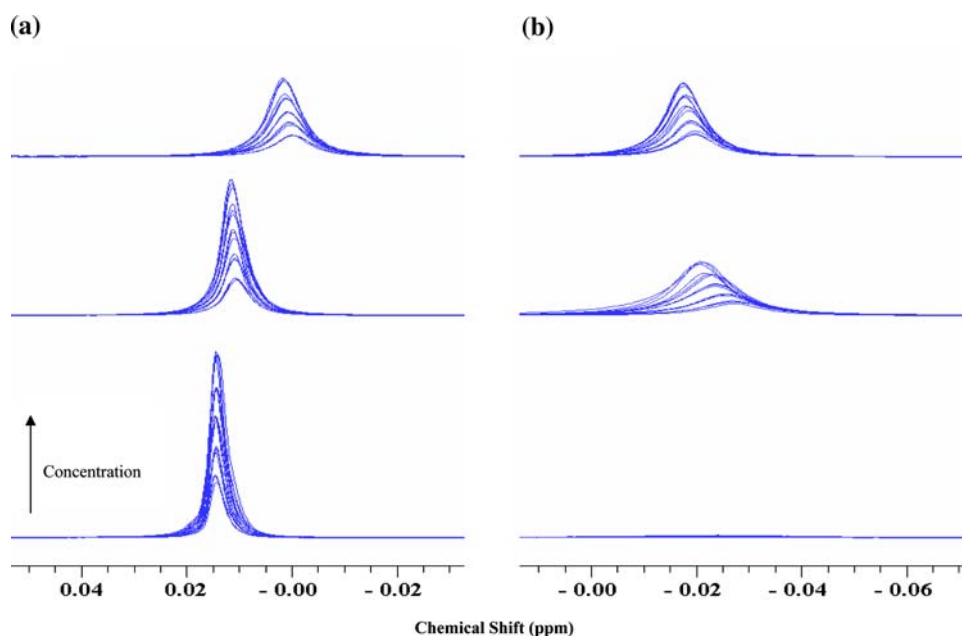 (a)
(b)
Concentration
0.04 0.02 - 0.00 - 0.02
- 0.00 - 0.02 - 0.04 - 0.06
Chemical Shift (ppm)